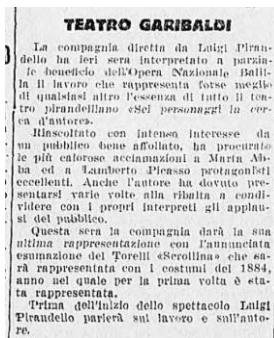 TEATRO GARIBALDI
La compagnia diretta da Luigi Piran-
dello ha ieri sera interpretato a parzia-
le beneficio dell'Opera Nazionale Balil-
la il lavoro che rappresenta forse meglio
di qualsiasi altro l'essenza di tutto il tea-
tro pirandelliano «Sei personaggi in cer-
ca d'autore».
Riascoltato con intenso interesse da
un pubblico bene affollato, ha procurato
le più calorose acclamazioni a Marta Ab-
ba ed a Lamberto Picasso protagonisti
eccellenti. Anche l'autore ha dovuto pre-
sentarsi varie volte alla ribalta a condi-
videre con i propri interpreti gli applau-
si del pubblico.
Questa sera la compagnia darà la sua
ultima rappresentazione con l'annunciata
esumazione del Torelli «Scrollina» che sa-
rà rappresentata con i costumi del 1884,
anno nel quale per la prima volta è sta-
ta rappresentata.
Prima dell'inizio dello spettacolo Luigi
Pirandello parlerà sul lavoro e sull'auto-
re.